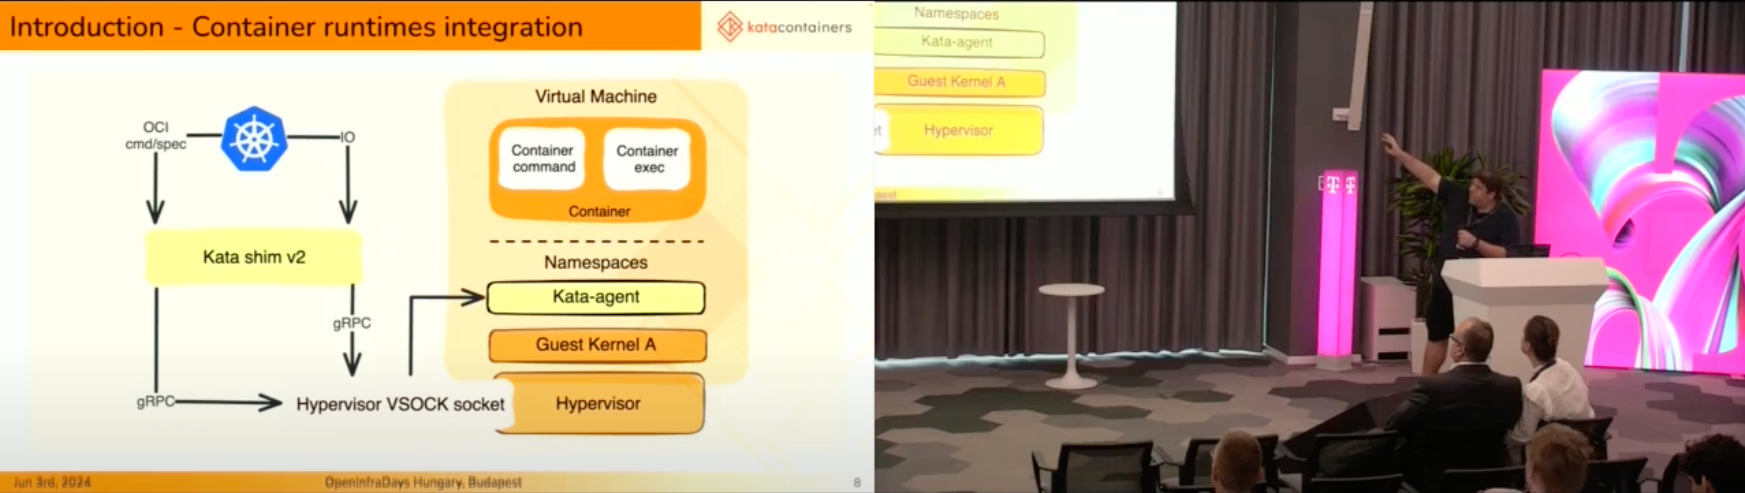 Introduction - Container runtimes integration
katacontainers
OCI
cmd/spec
IO
Kata shim v2
gRPC
gRPC
Hypervisor VSOCK socket
Virtual Machine
Container
command
Container
exec
Container
Namespaces
Kata-agent
Guest Kernel A
Hypervisor
Jun 3rd, 2024
OpenInfraDays Hungary, Budapest
8
Namespaces
Kata-agent
Guest Kernel A
et
Hypervisor
pest
T T